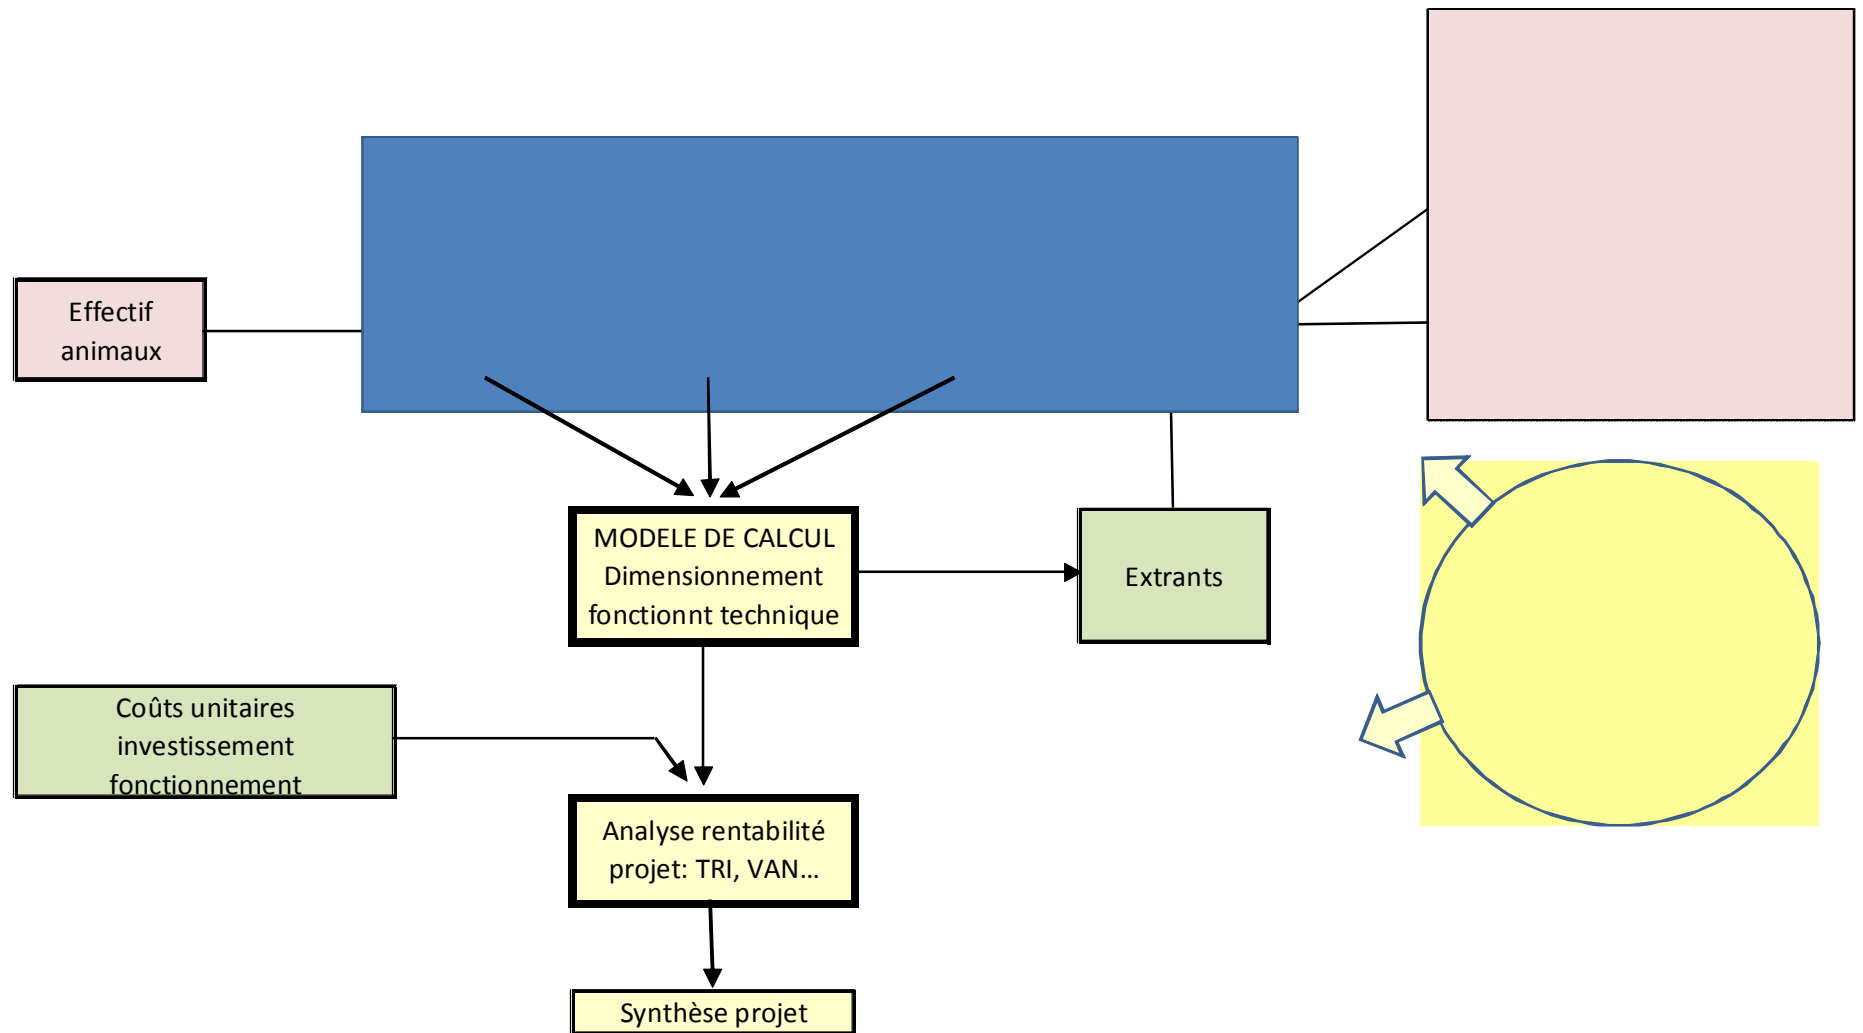 Effectif
animaux
MODELE DE CALCUL
Dimensionnement
fonctionnt technique
Extrants
Coûts unitaires
investissement
fonctionnement
Analyse rentabilité
projet: TRI, VAN...
Synthèse projet